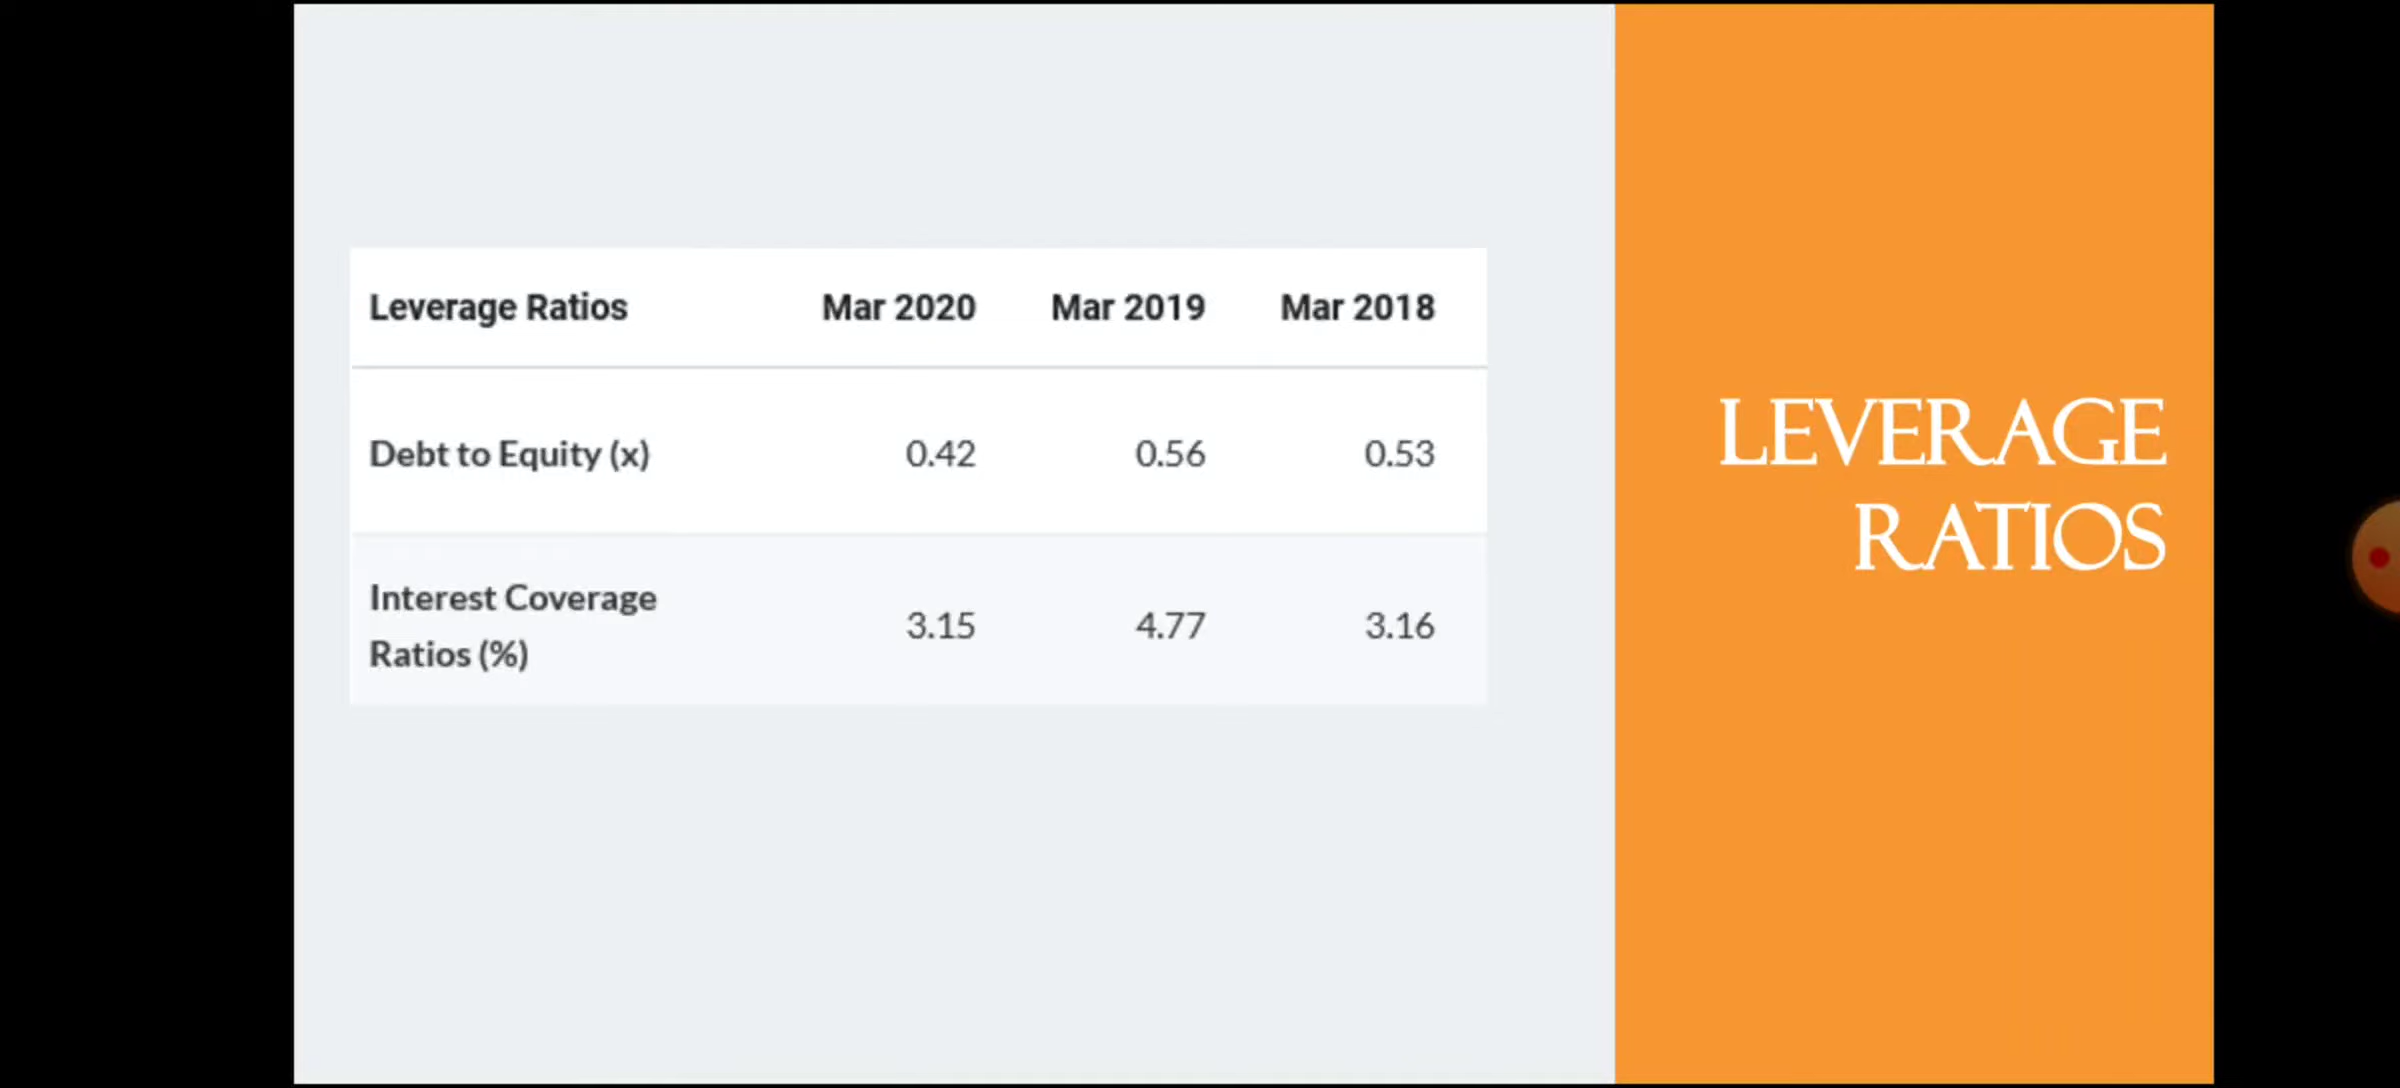 Leverage Ratios Mar 2020 Mar 2019 Mar 2018
Debt to Equity (x) 0.42 0.56 0.53
Interest Coverage
Ratios (%) 3.15 4.77 3.16
LEVERAGE
RATIOS